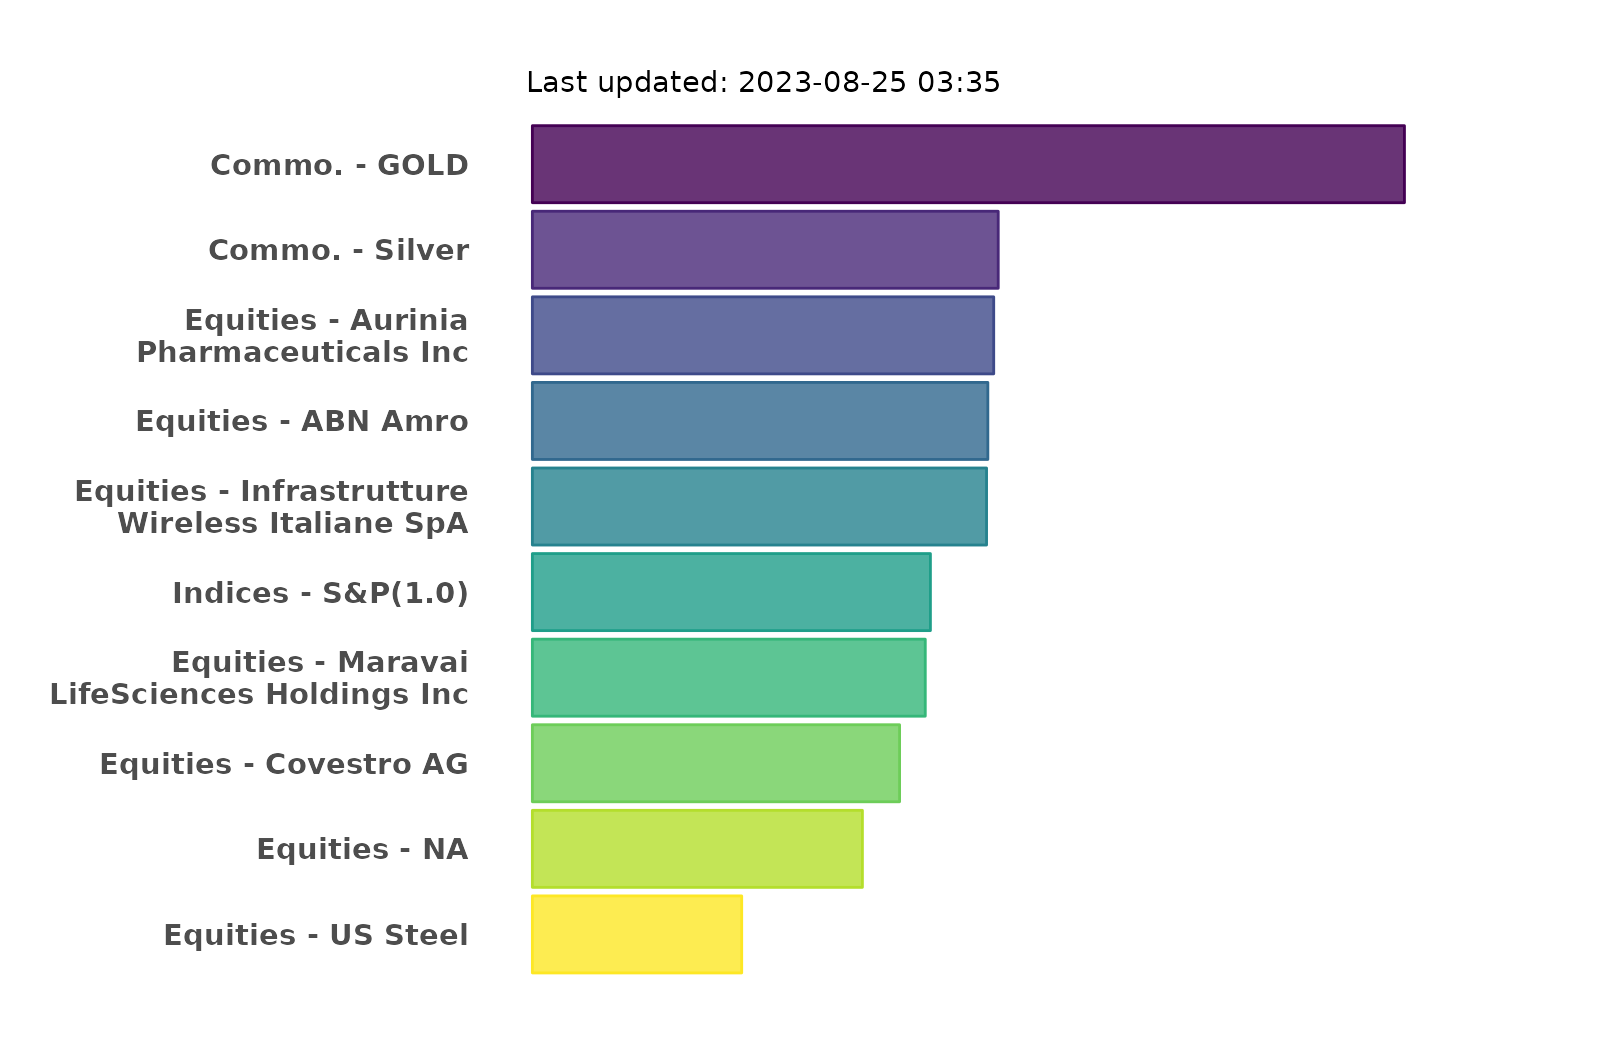 Last updated: 2023-08-25 03:35
Commo. - GOLD
Commo. - Silver
Equities - Aurinia
Pharmaceuticals Inc
Equities - ABN Amro
Equities - Infrastrutture
Wireless Italiane SpA
Indices - S&P(1.0)
Equities - Maravai
LifeSciences Holdings Inc
Equities - Covestro AG
Equities - NA
Equities - US Steel